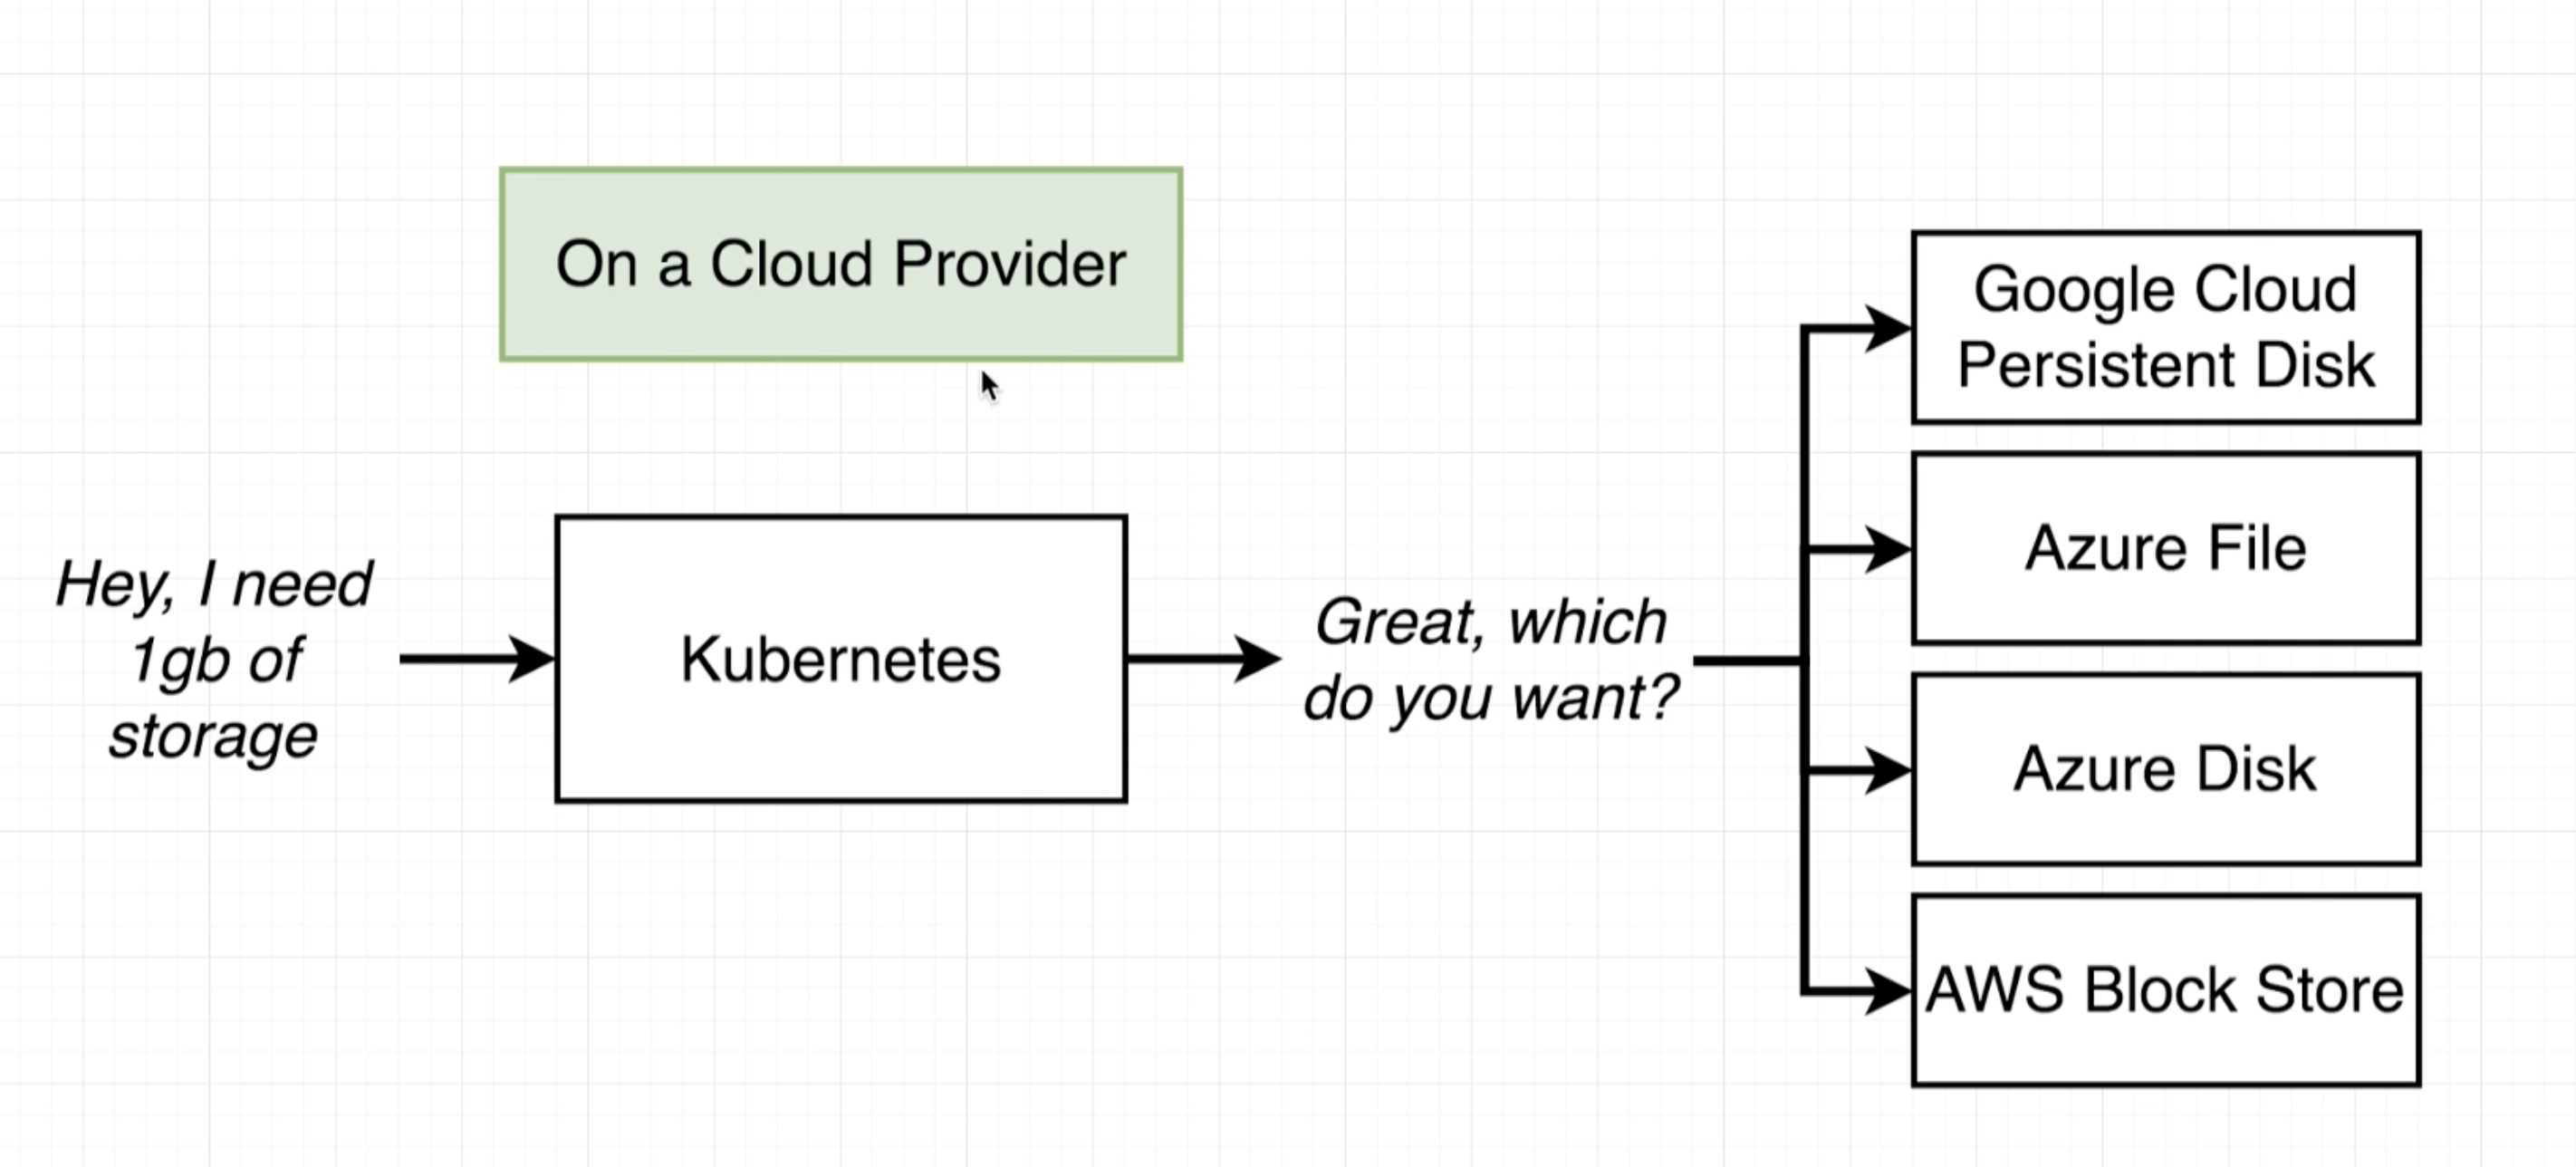 On a Cloud Provider
Hey, I need
1gb of
storage
Kubernetes
Great, which
do you want?
Google Cloud
Persistent Disk
Azure File
Azure Disk
AWS Block Store